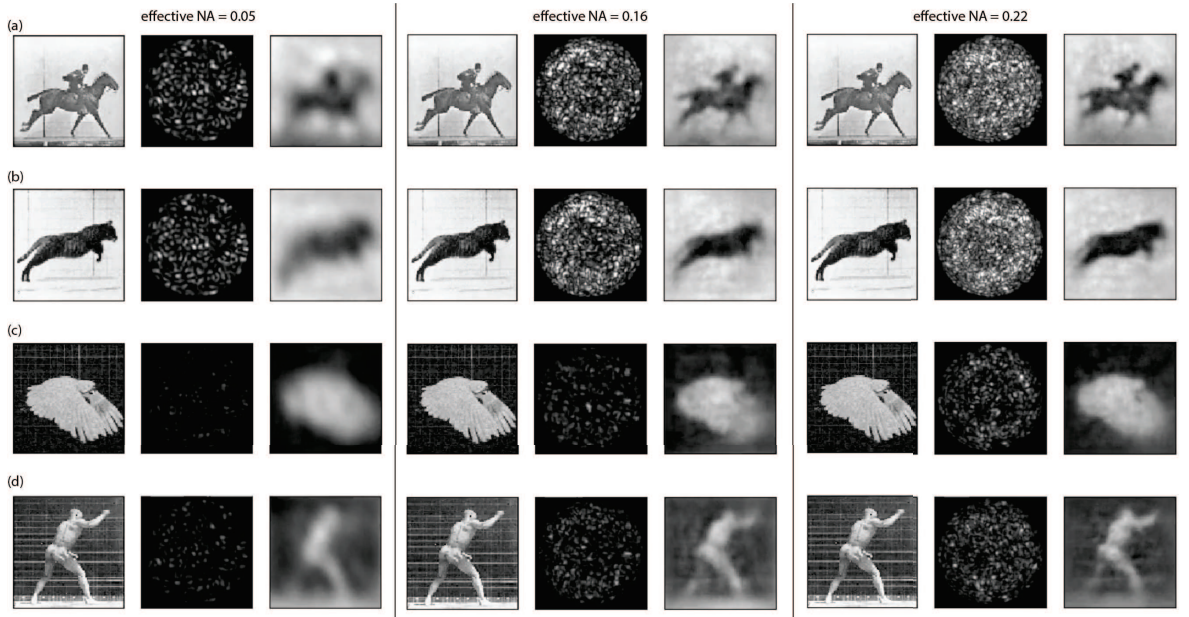 effective NA = 0.05
effective NA = 0.16
effective NA = 0.22
(a)
(b)
(c)
(d)